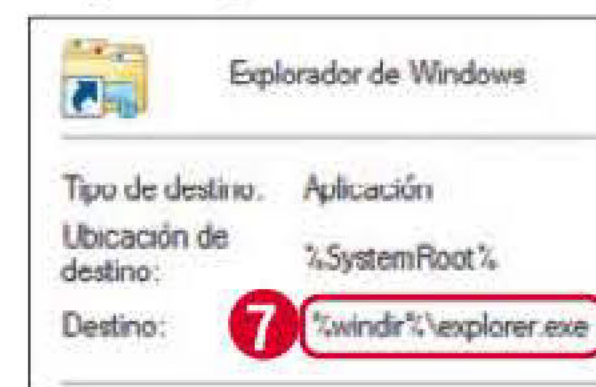 Explorador de Windows
Tipo de destino: Aplicación
Ubicación de
destino: %SystemRoot%
Destino: 7 %windir%\explorer.exe